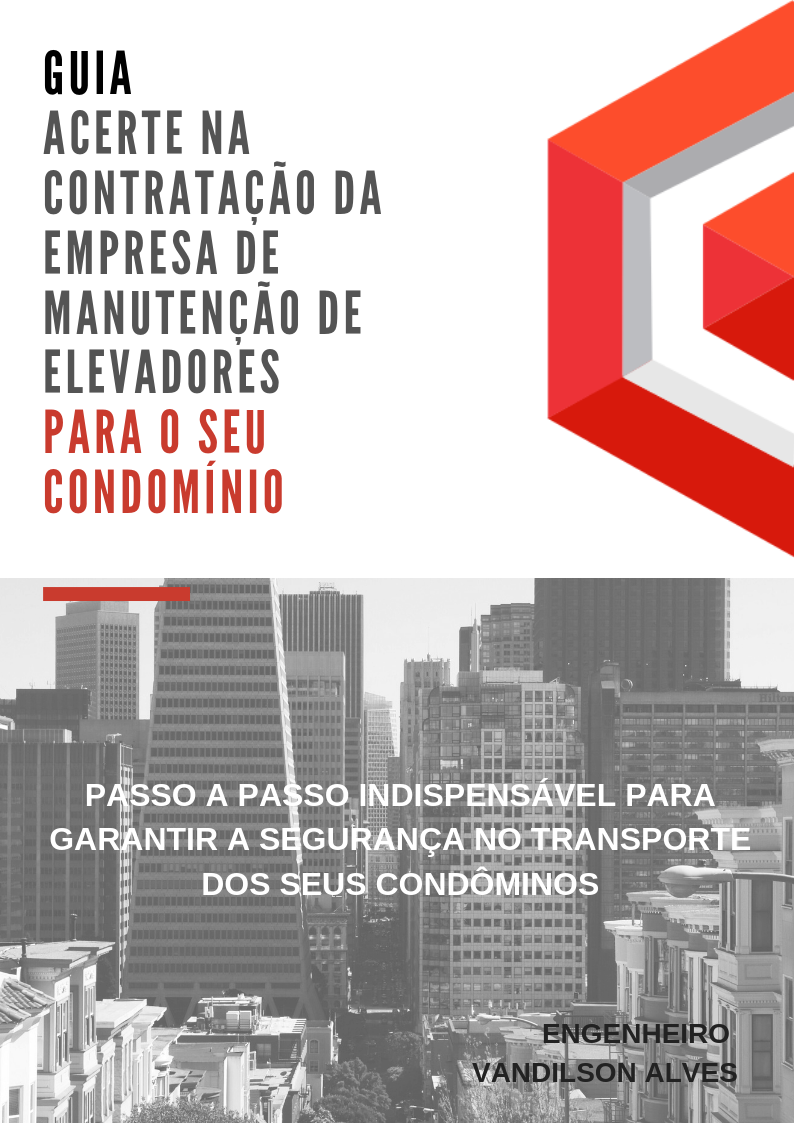 GUIA
ACERTE NA
CONTRATAÇÃO DA
EMPRESA DE
MANUTENÇÃO DE
ELEVADORES
PARA O SEU
CONDOMÍNIO
PASSO A PASSO INDISPENSÁVEL PARA
GARANTIR A SEGURANÇA NO TRANSPORTE
DOS SEUS CONDÔMINOS
ENGENHEIRO
VANDILSON ALVES